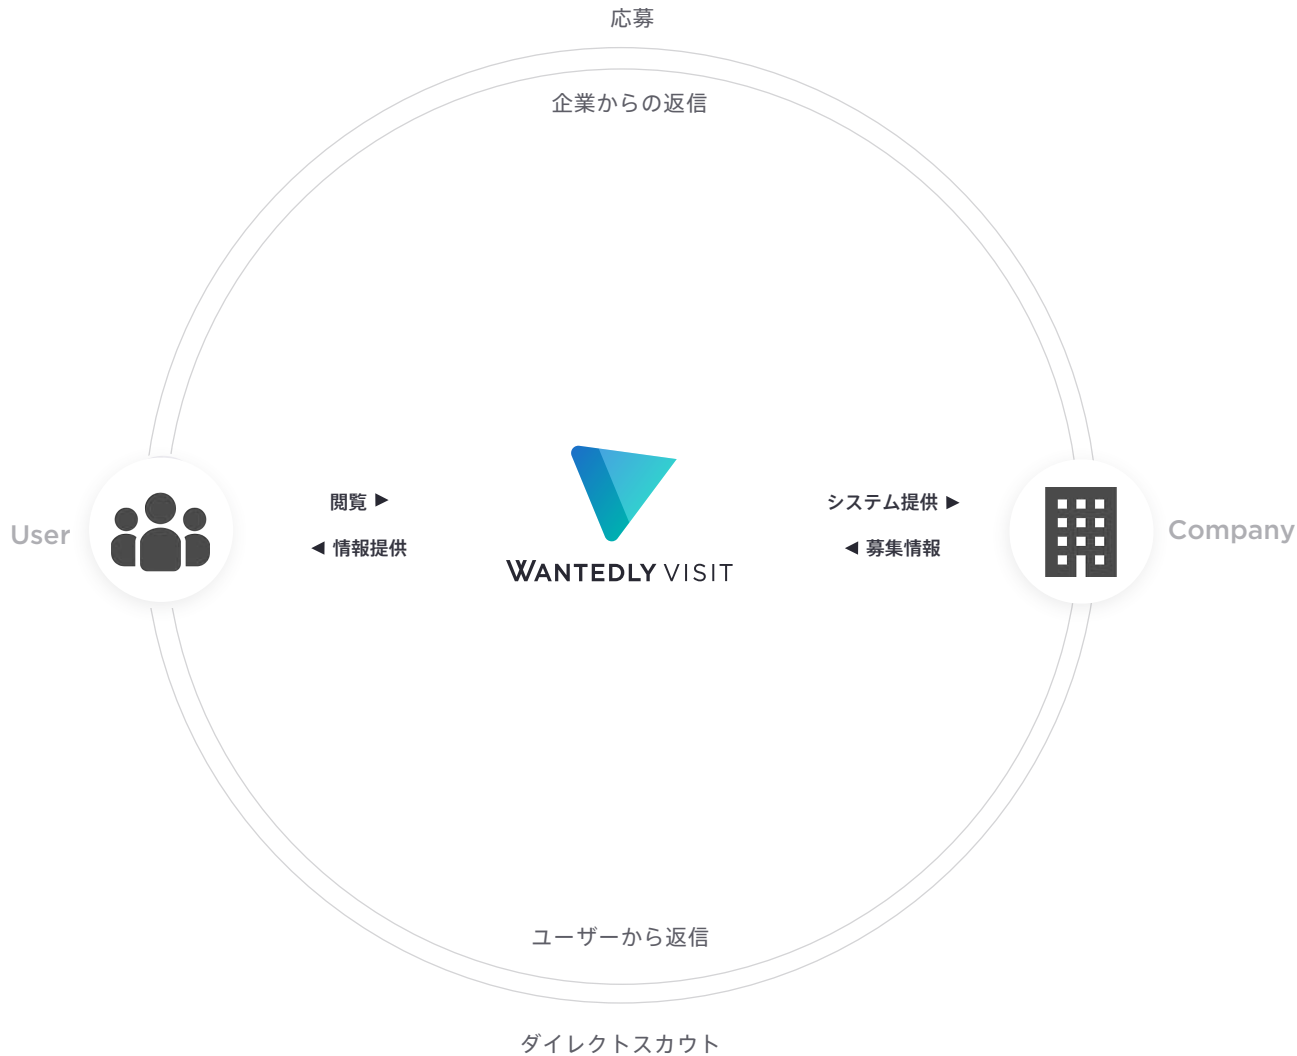 応募
企業からの返信
閲覧 ▶
システム提供 ▶
User
Company
◀ 情報提供
◀ 募集情報
WANTEDLY VISIT
ユーザーから返信
ダイレクトスカウト